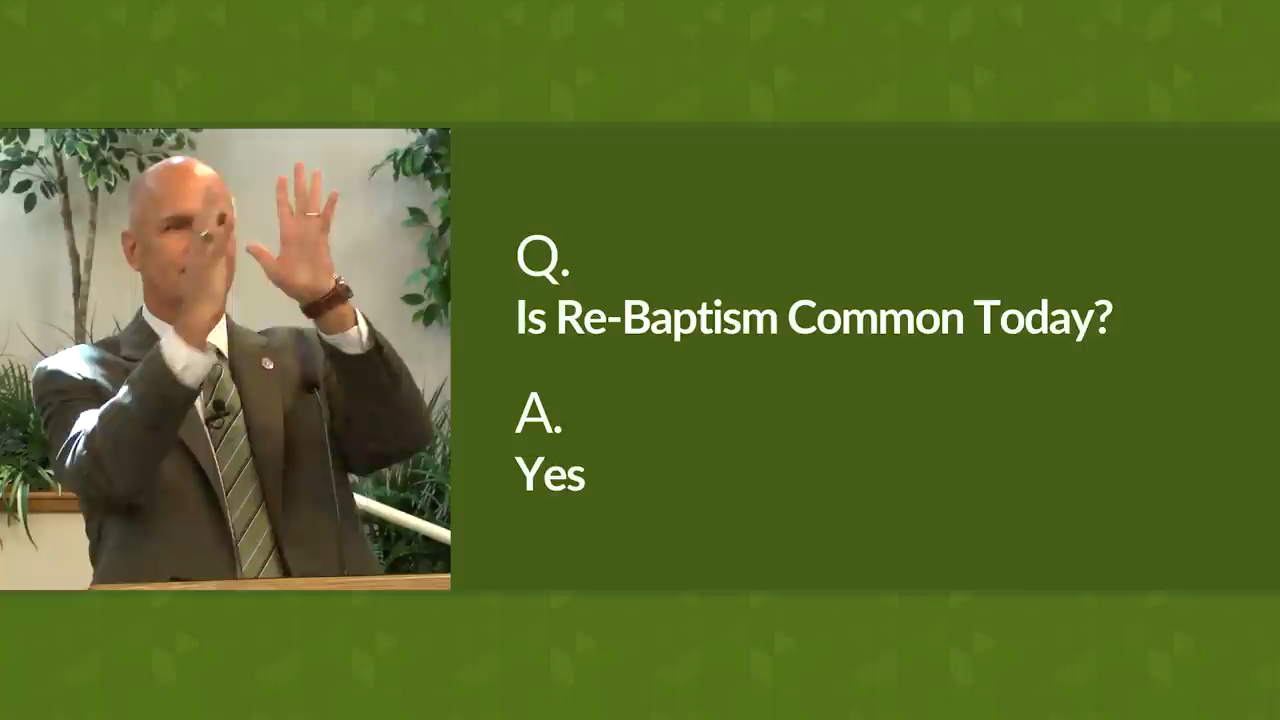 Q.
Is Re-Baptism Common Today?
A.
Yes